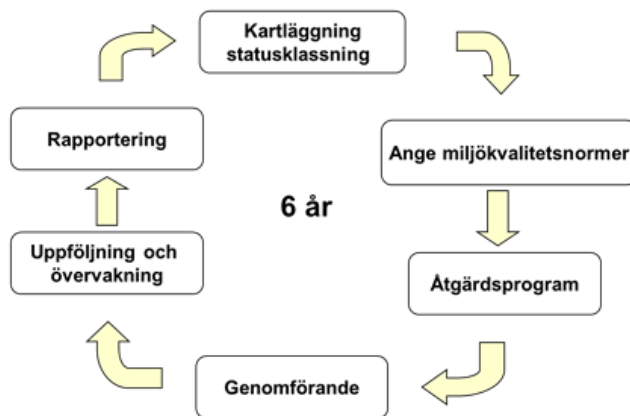 Kartläggning
statusklassning
Rapportering
Ange miljökvalitetsnormer
6 år
Uppföljning och
övervakning
Åtgärdsprogram
Genomförande